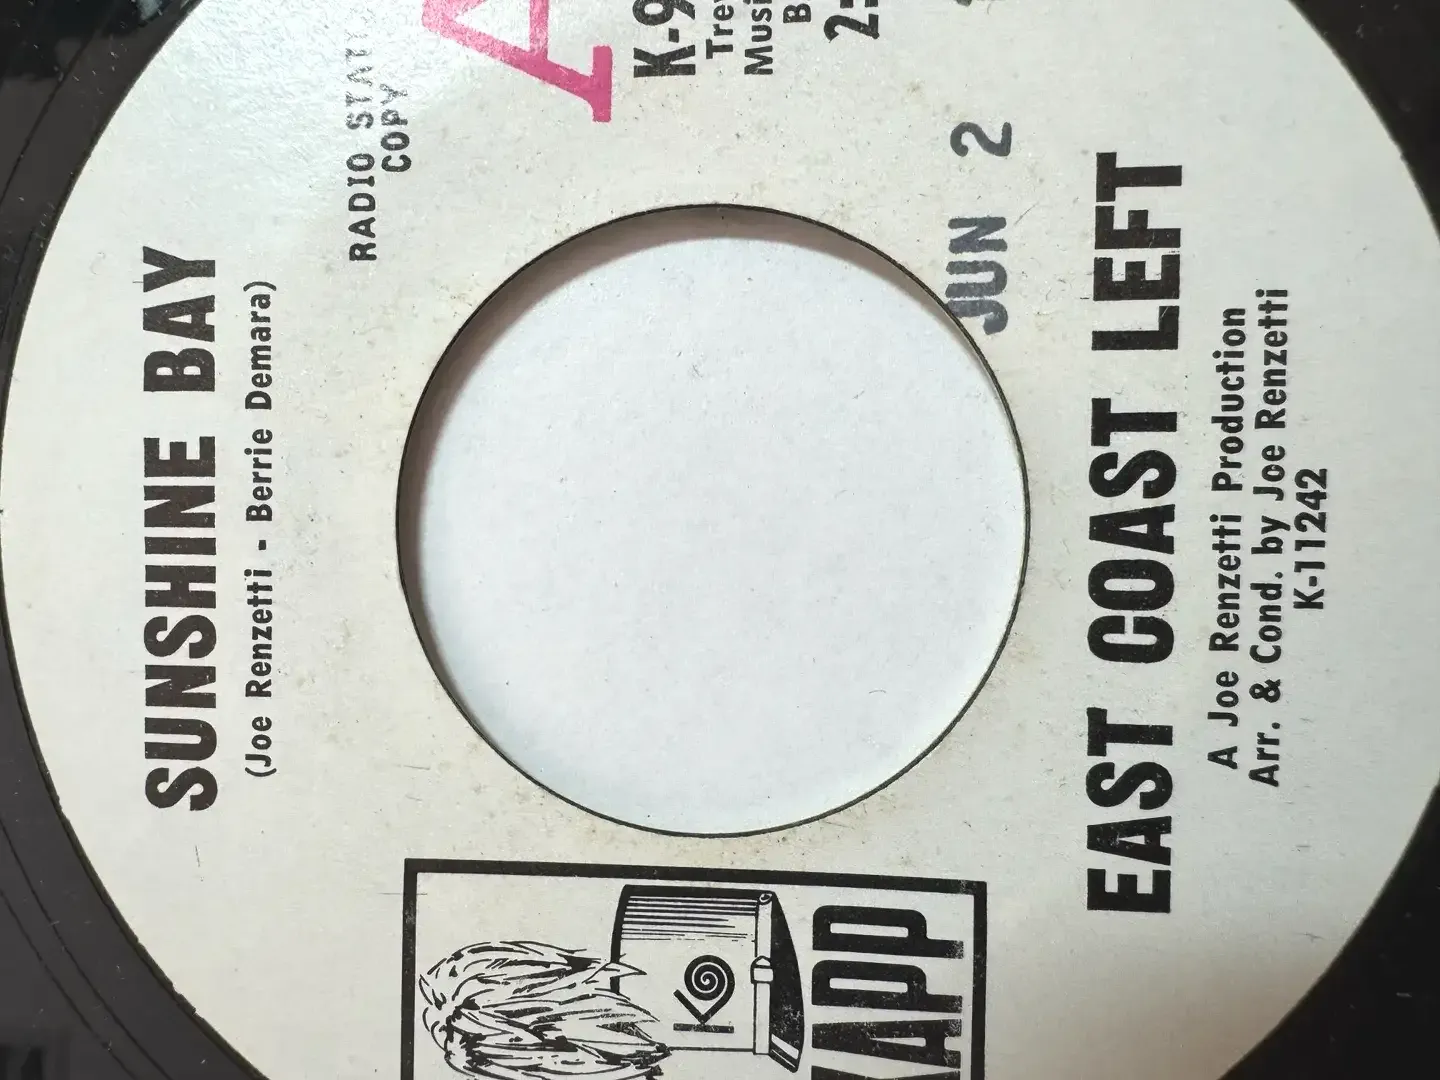 SUNSHINE BAY
(Joe Renzetti - Berrie Demara)
RADIO
COPY
A
JUN 2
K
KAPP
EAST COAST LEFT
A Joe Renzetti Production
Arr. & Cond. by Joe Renzetti
K-11242